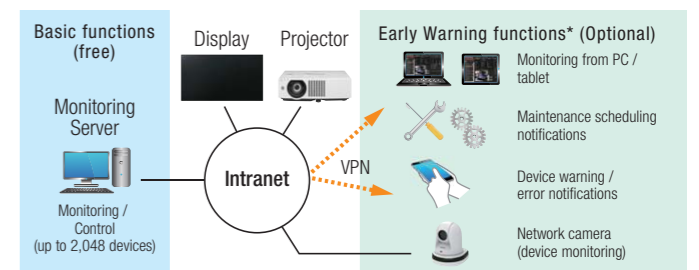 Basic functions
(free)
Monitoring
Server
Monitoring /
Control
(up to 2,048 devices)
Display
Projector
Intranet
VPN
Early Warning functions* (Optional)
Monitoring from PC /
tablet
Maintenance scheduling
notifications
Device warning /
error notifications
Network camera
(device monitoring)